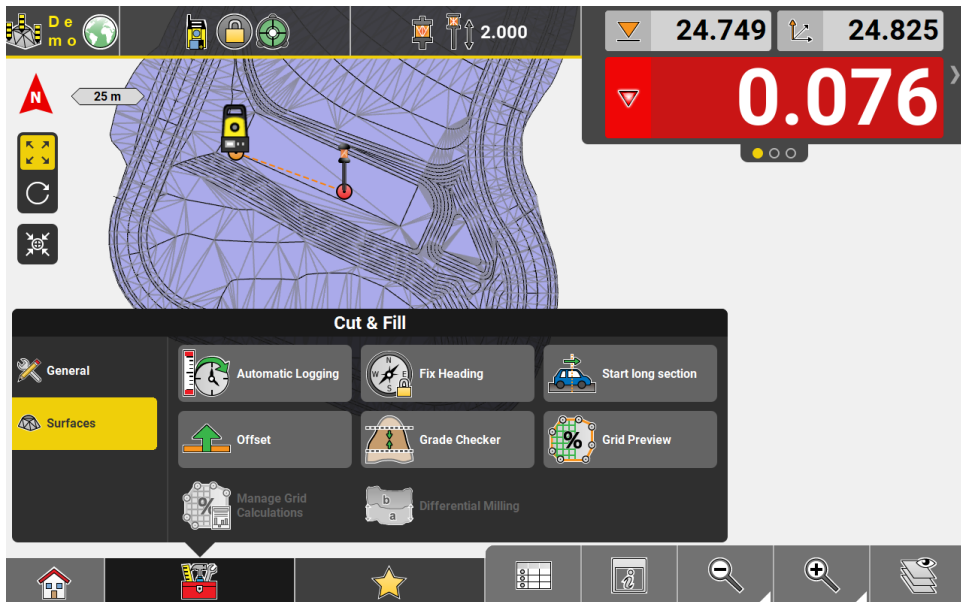 De
mo
2.000
24.749
24.825
0.076
N
25 m
Cut & Fill
General
Surfaces
Automatic Logging
N
W
E
S
Fix Heading
Start long section
Offset
Grade Checker
%
Grid Preview
%
Manage Grid
Calculations
b
a
Differential Milling
i